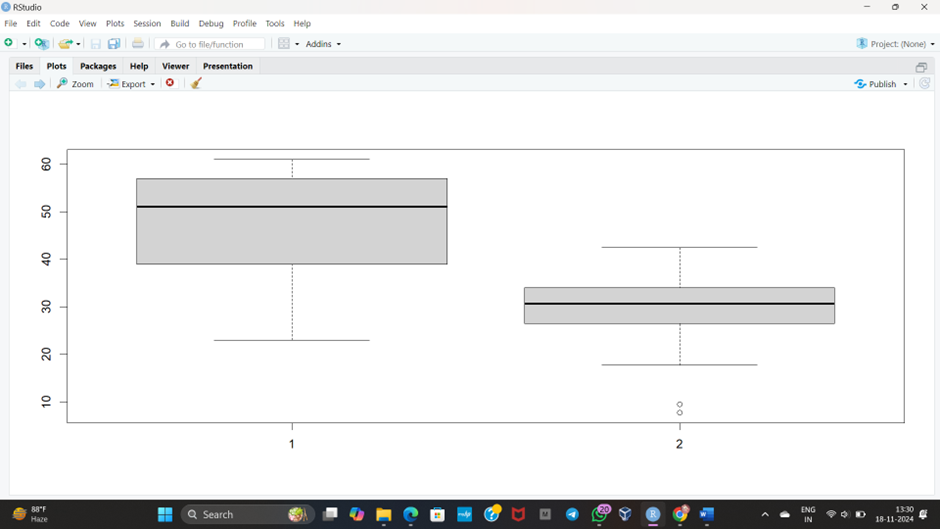 RStudio
File Edit Code View Plots Session Build Debug Profile Tools Help
Go to file/function Addins Project: (None)
Files Plots Packages Help Viewer Presentation
Zoom Export Publish
60
50
40
30
20
10
1 2
88°F
Haze
Search
20
ENG
IN
13:30
18-11-2024